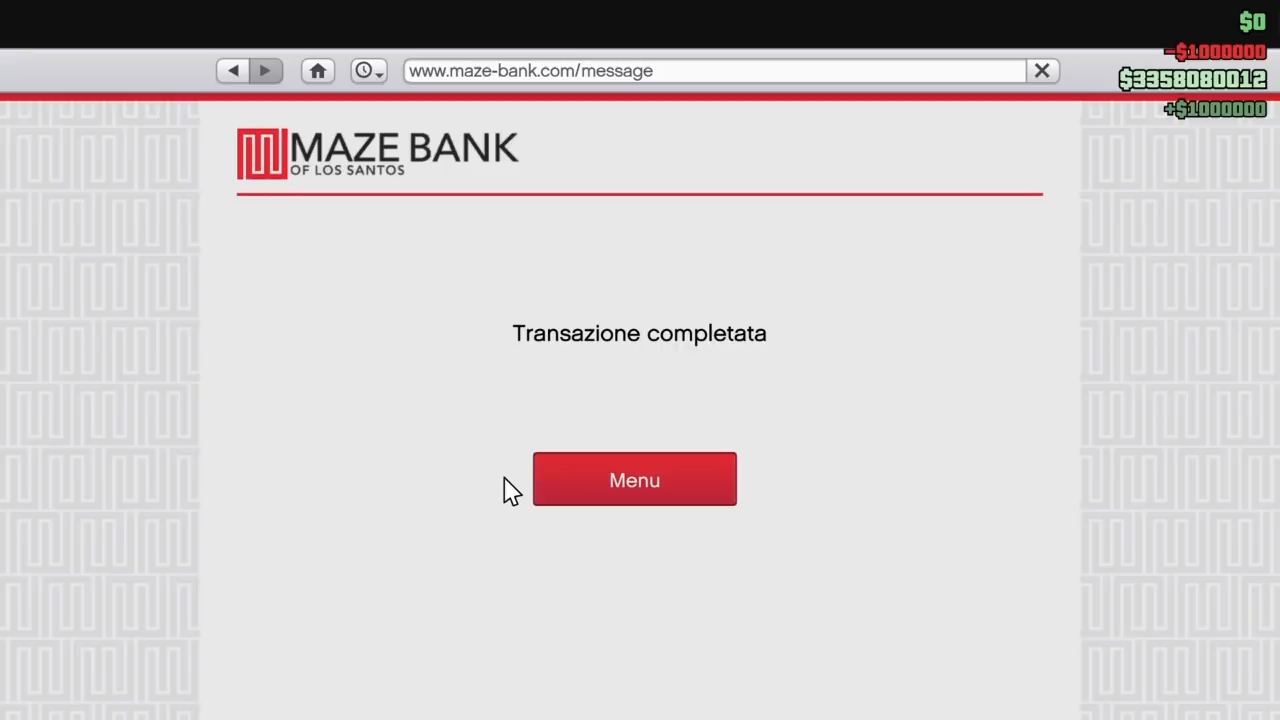 $0
-$1000000
www.maze-bank.com/message
$3358080012
+$1000000
MAZE BANK
OF LOS SANTOS
Transazione completata
Menu